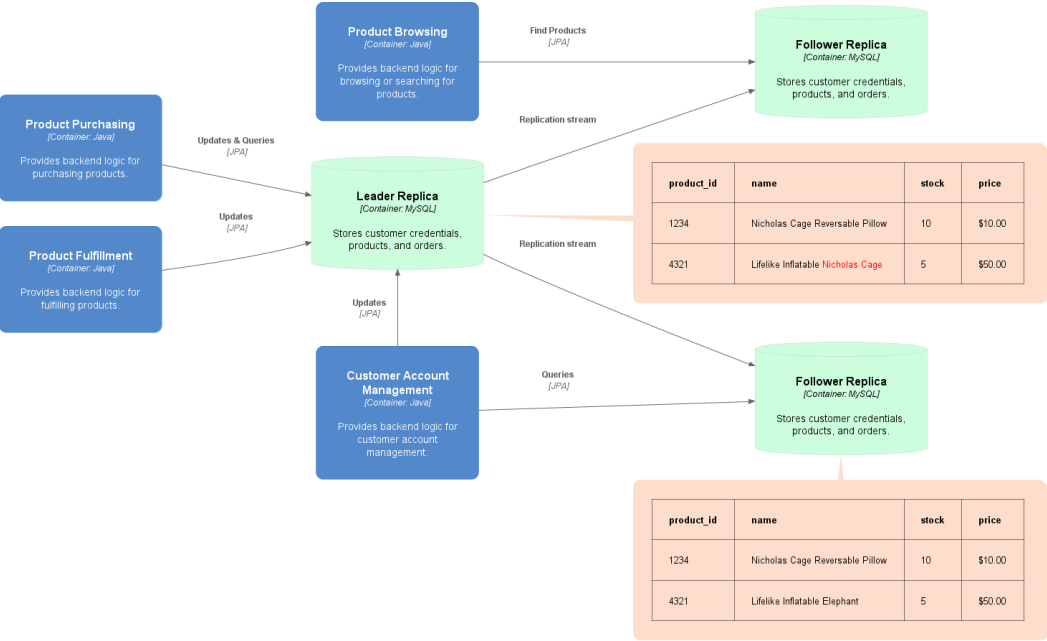 Product Browsing
[Container: Java]
Provides backend logic for
browsing or searching for
products.
Find Products
[JPA]
Follower Replica
[Container: MySQL]
Stores customer credentials,
products, and orders.
Product Purchasing
[Container: Java]
Provides backend logic for
purchasing products.
Updates & Queries
[JPA]
Replication stream
Leader Replica
[Container: MySQL]
Stores customer credentials,
products, and orders.
product_id name stock price
1234 Nicholas Cage Reversable Pillow 10 $10.00
4321 Lifelike Inflatable Nicholas Cage 5 $50.00
Product Fulfillment
[Container: Java]
Provides backend logic for
fulfilling products.
Updates
[JPA]
Replication stream
Updates
[JPA]
Customer Account
Management
[Container: Java]
Provides backend logic for
customer account
management.
Queries
[JPA]
Follower Replica
[Container: MySQL]
Stores customer credentials,
products, and orders.
product_id name stock price
1234 Nicholas Cage Reversable Pillow 10 $10.00
4321 Lifelike Inflatable Elephant 5 $50.00